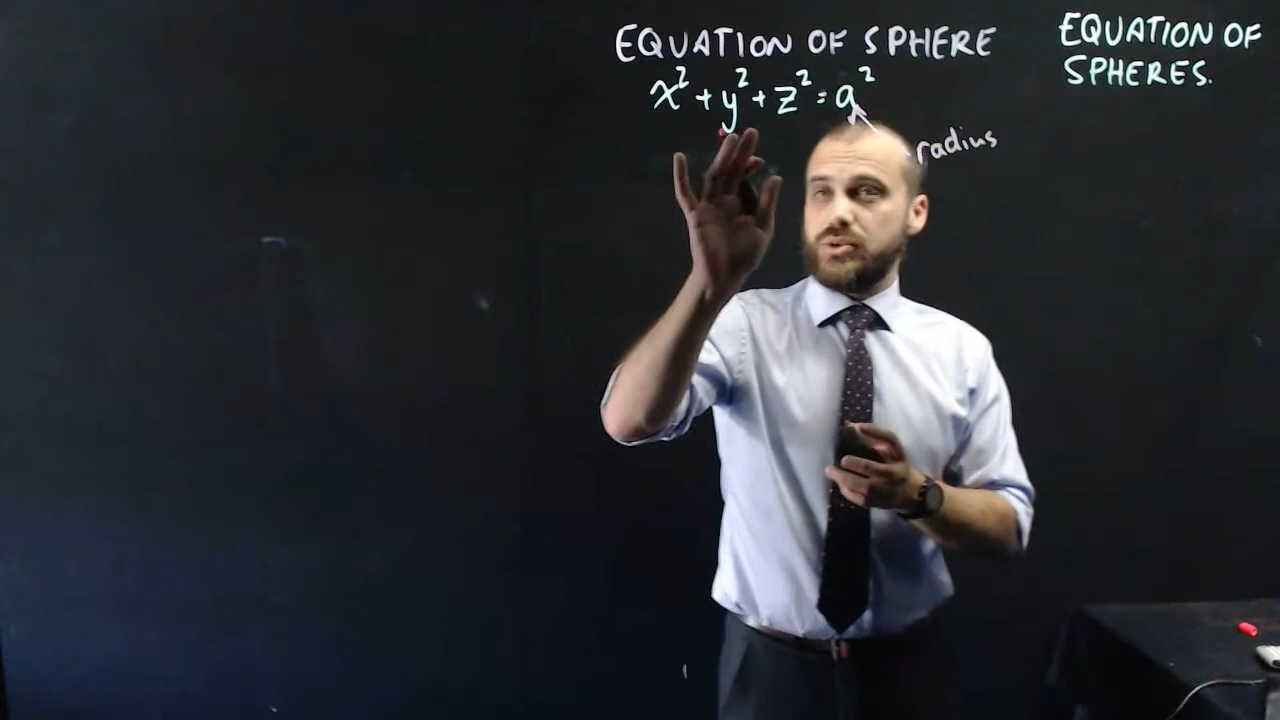 EQUATION OF SPHERE
x² + y² + z² = a²
radius
EQUATION OF
SPHERES.